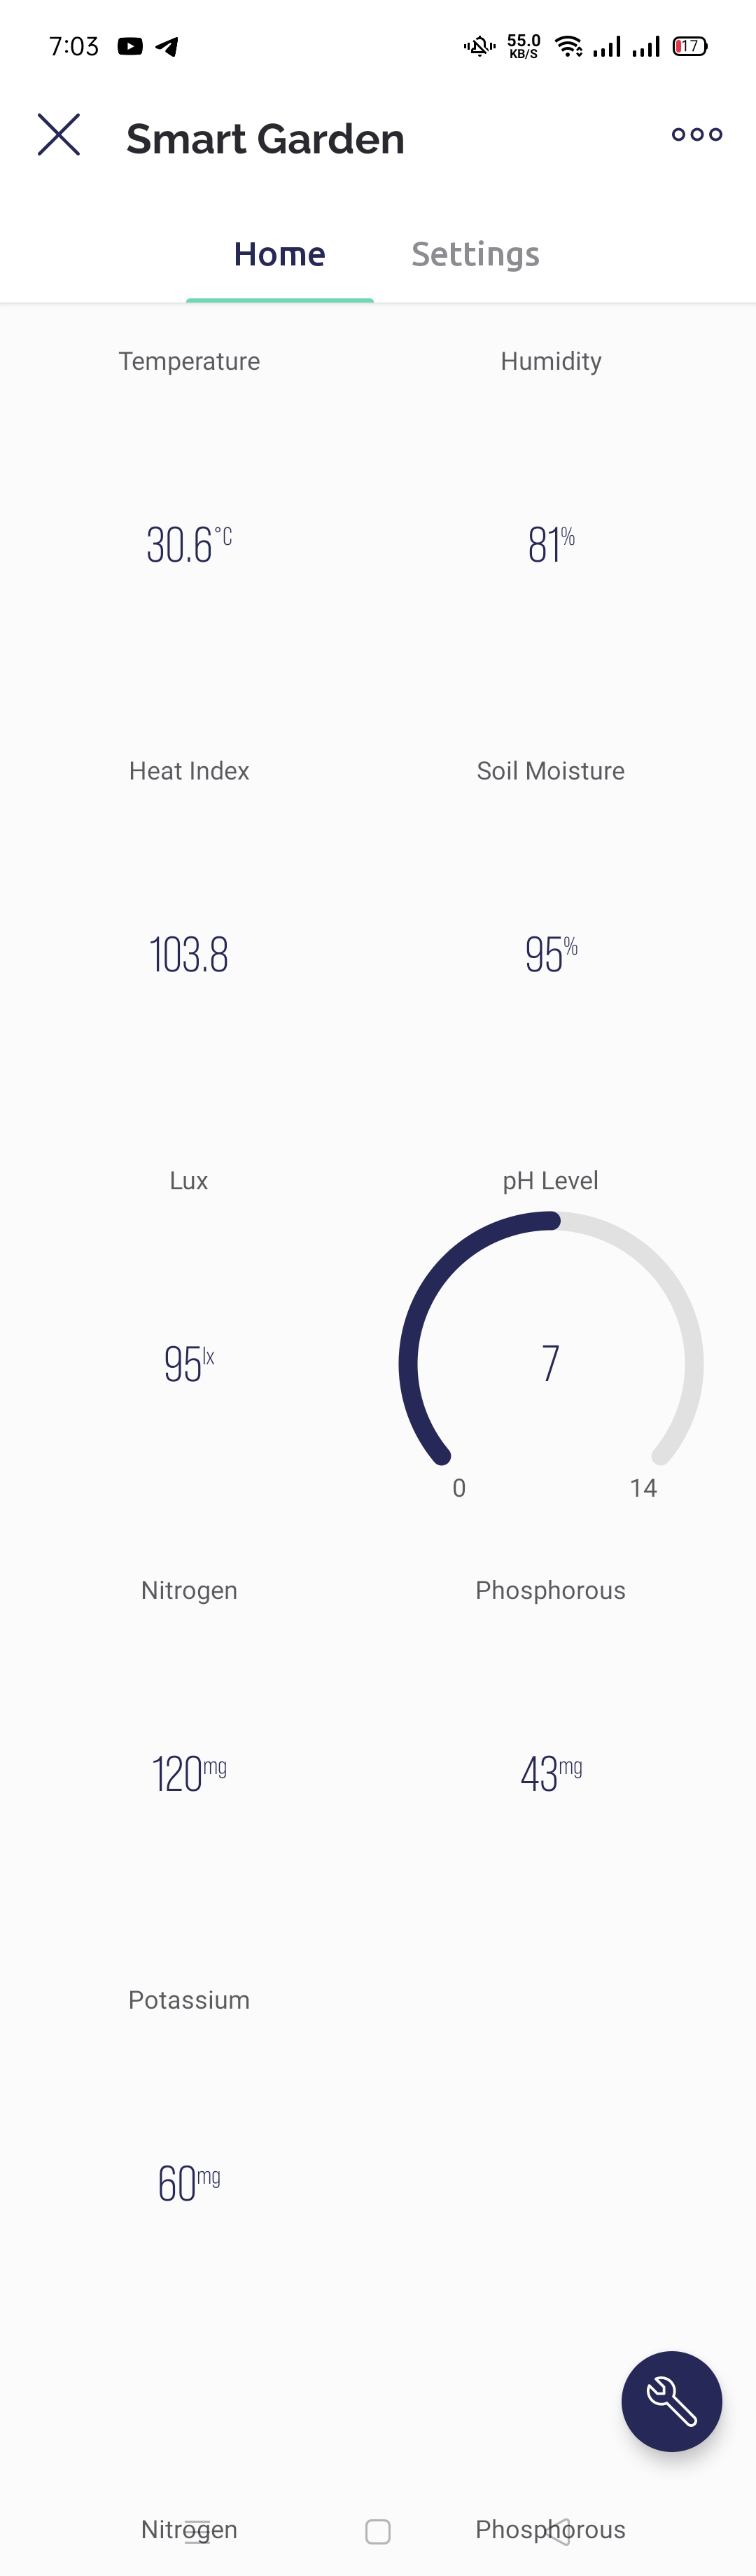 7:03 55.0 KB/S 17
Smart Garden
Home Settings
Temperature Humidity
30.6°C 81%
Heat Index Soil Moisture
103.8 95%
Lux pH Level
95lx 7
0 14
Nitrogen Phosphorous
120mg 43mg
Potassium
60mg
Nitrogen Phosphorous